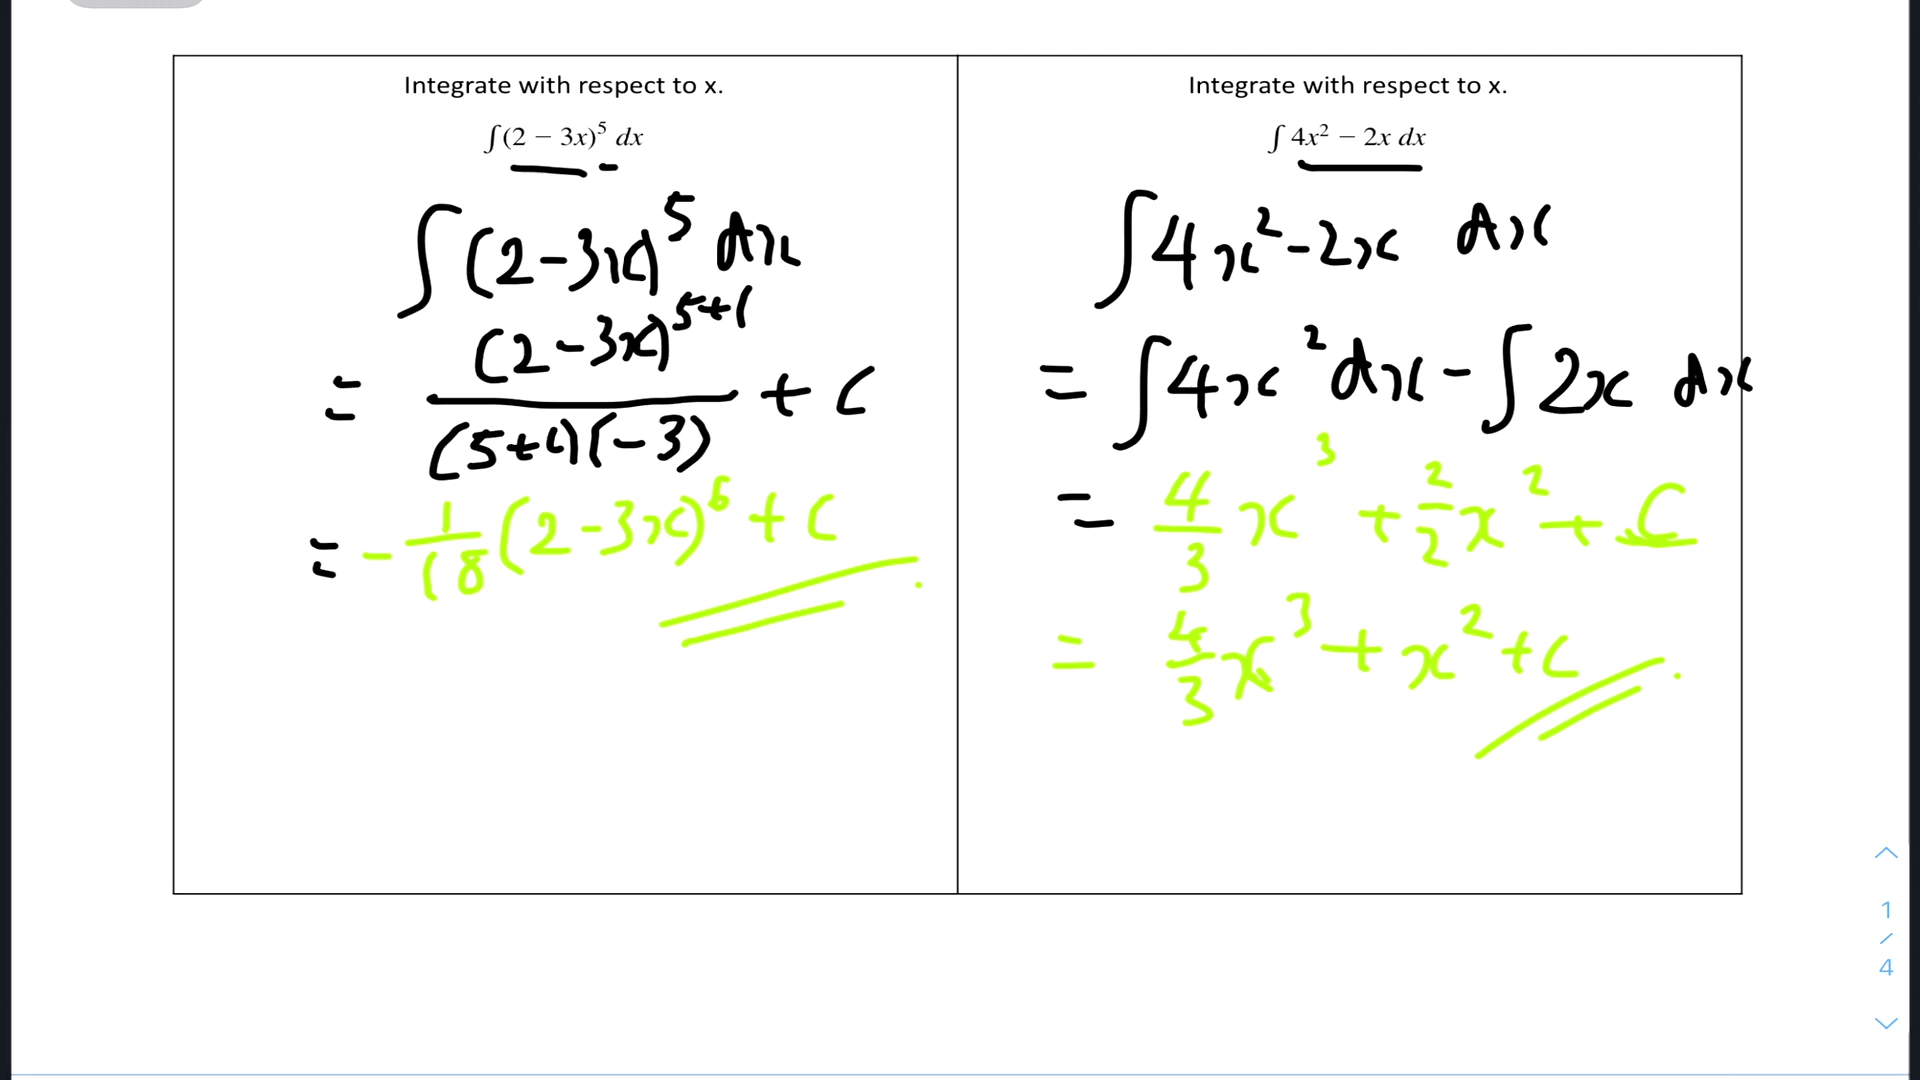 Integrate with respect to x.
∫(2 − 3x)⁵ dx
∫(2-3x)⁵ dx
= (2-3x)⁵⁺¹ / (5+1)(-3) + C
= -1/18 (2-3x)⁶ + C
Integrate with respect to x.
∫ 4x² − 2x dx
∫4x²-2x dx
= ∫4x² dx - ∫2x dx
= 4/3 x³ + 2/2 x² + C
= 4/3 x³ + x² + C
1
/
4